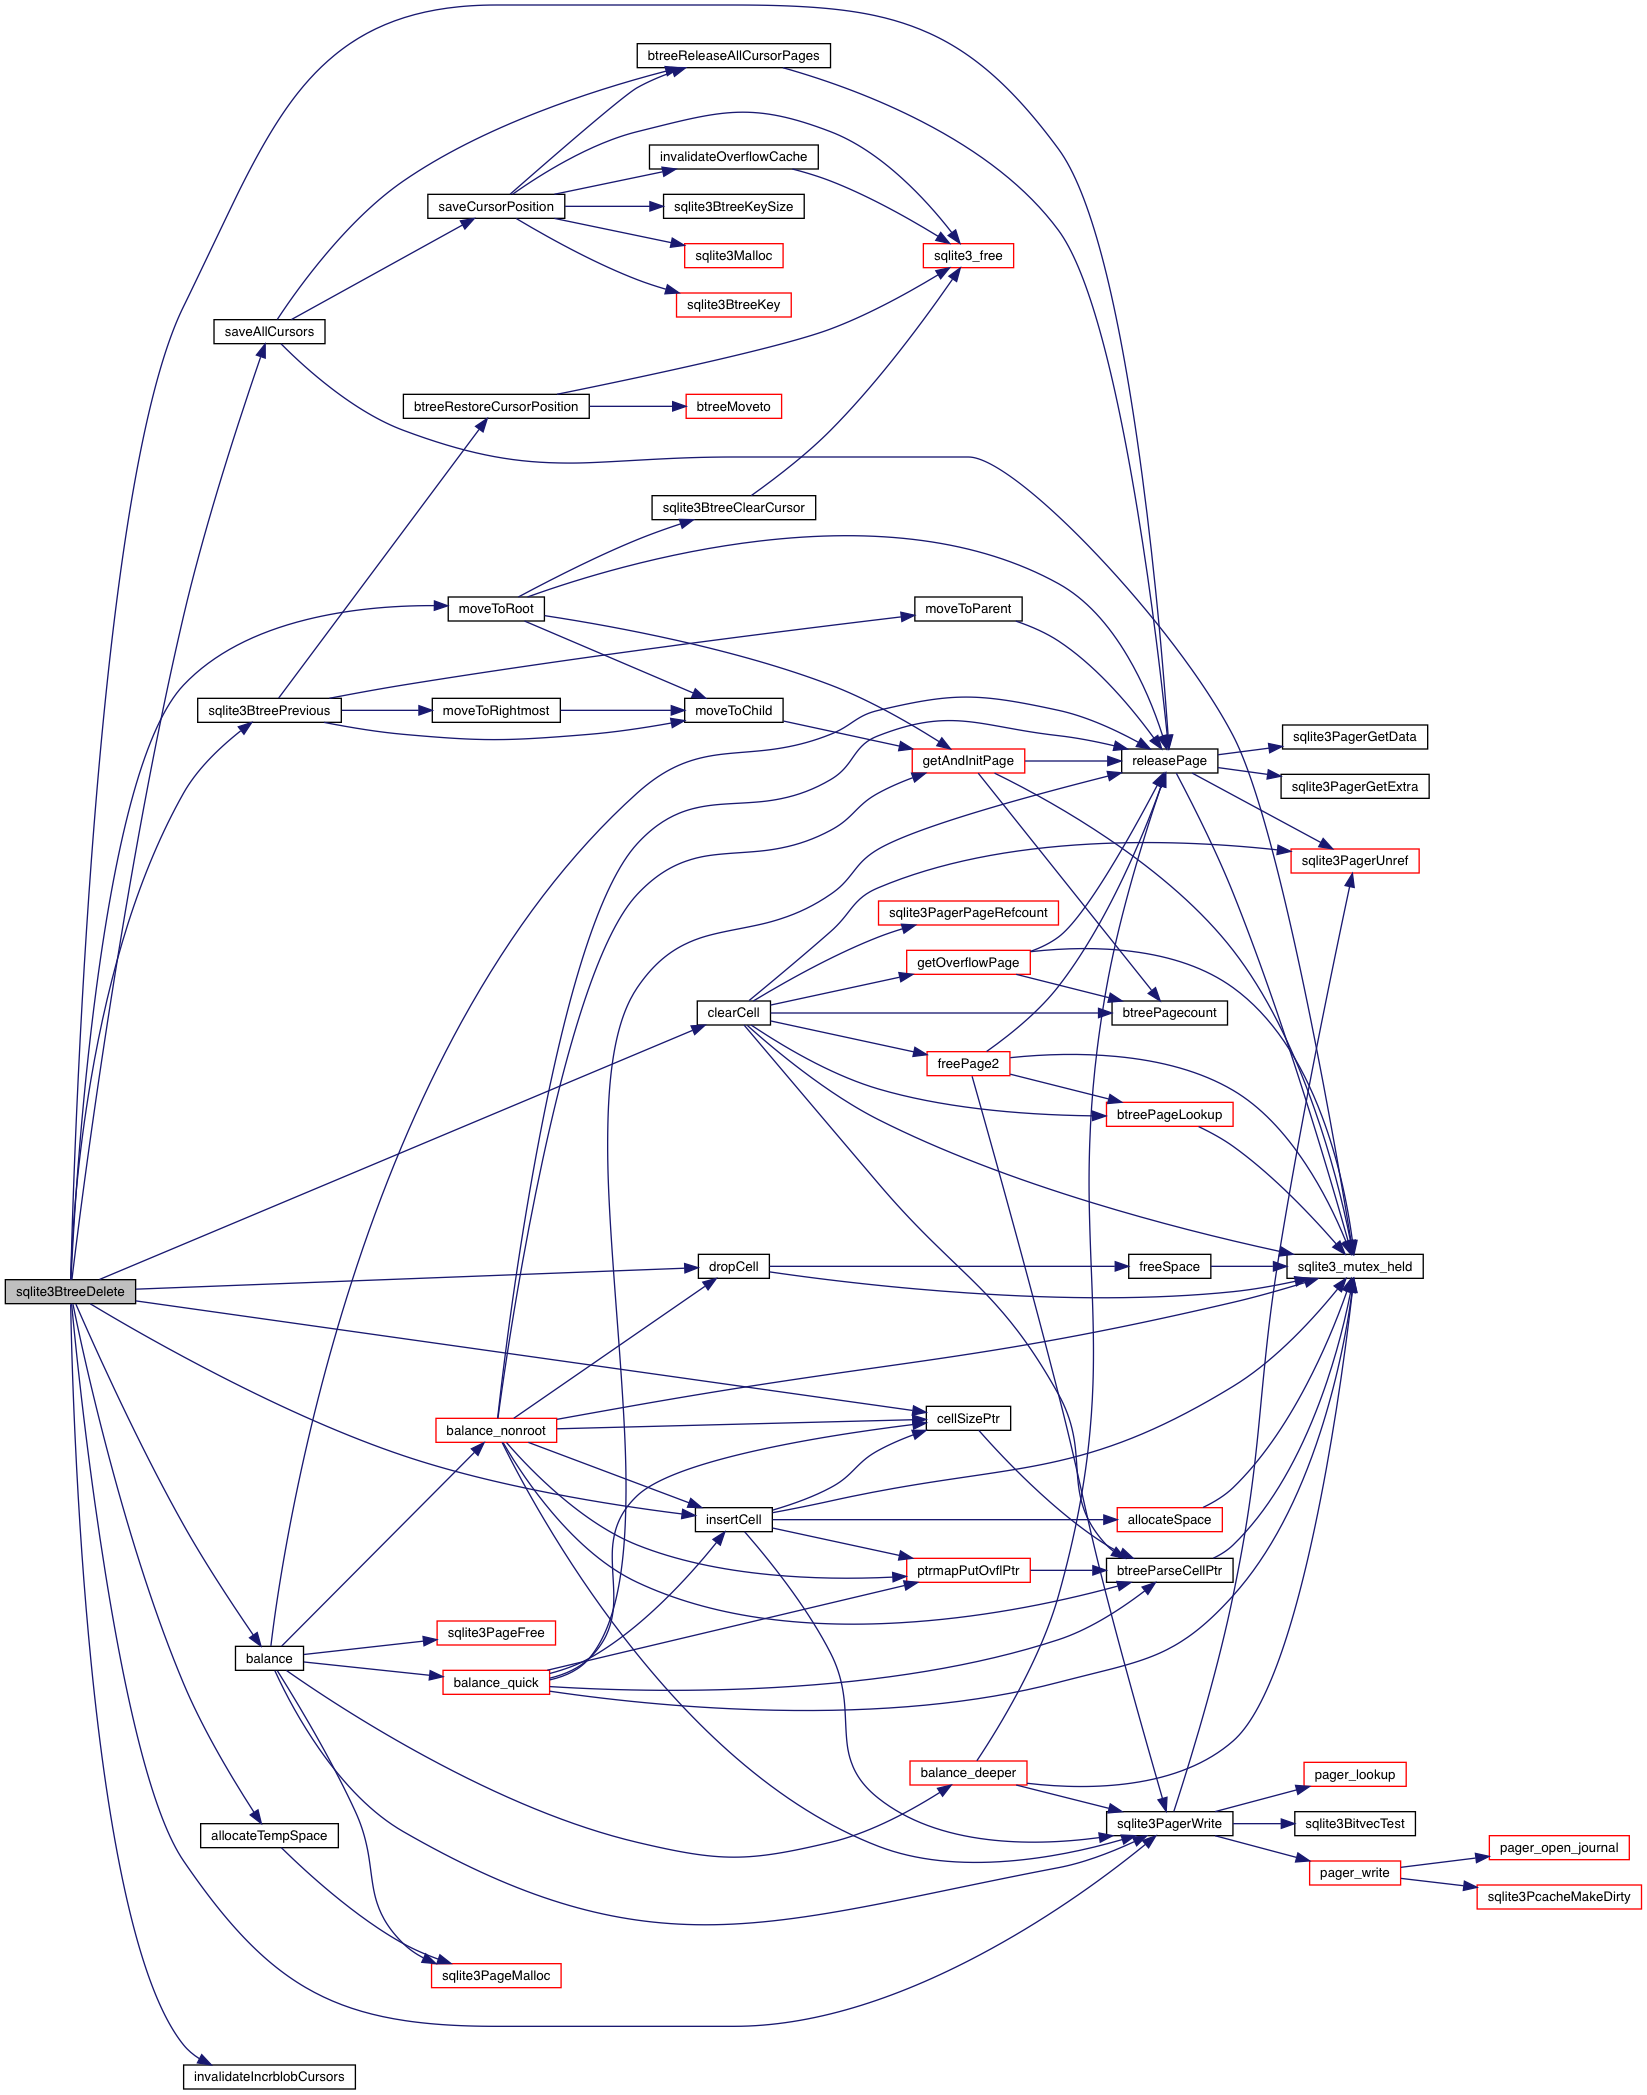 btreeReleaseAllCursorPages
invalidateOverflowCache
saveCursorPosition
sqlite3BtreeKeySize
sqlite3Malloc
sqlite3_free
sqlite3BtreeKey
saveAllCursors
btreeRestoreCursorPosition
btreeMoveto
sqlite3BtreeClearCursor
moveToRoot
moveToParent
sqlite3BtreePrevious
moveToRightmost
moveToChild
sqlite3PagerGetData
getAndInitPage
releasePage
sqlite3PagerGetExtra
sqlite3PagerUnref
sqlite3PagerPageRefcount
getOverflowPage
clearCell
btreePagecount
freePage2
btreePageLookup
dropCell
freeSpace
sqlite3_mutex_held
sqlite3BtreeDelete
cellSizePtr
balance_nonroot
insertCell
allocateSpace
ptrmapPutOvflPtr
btreeParseCellPtr
sqlite3PageFree
balance
balance_quick
balance_deeper
pager_lookup
sqlite3PagerWrite
sqlite3BitvecTest
allocateTempSpace
pager_open_journal
pager_write
sqlite3PcacheMakeDirty
sqlite3PageMalloc
invalidateIncrblobCursors